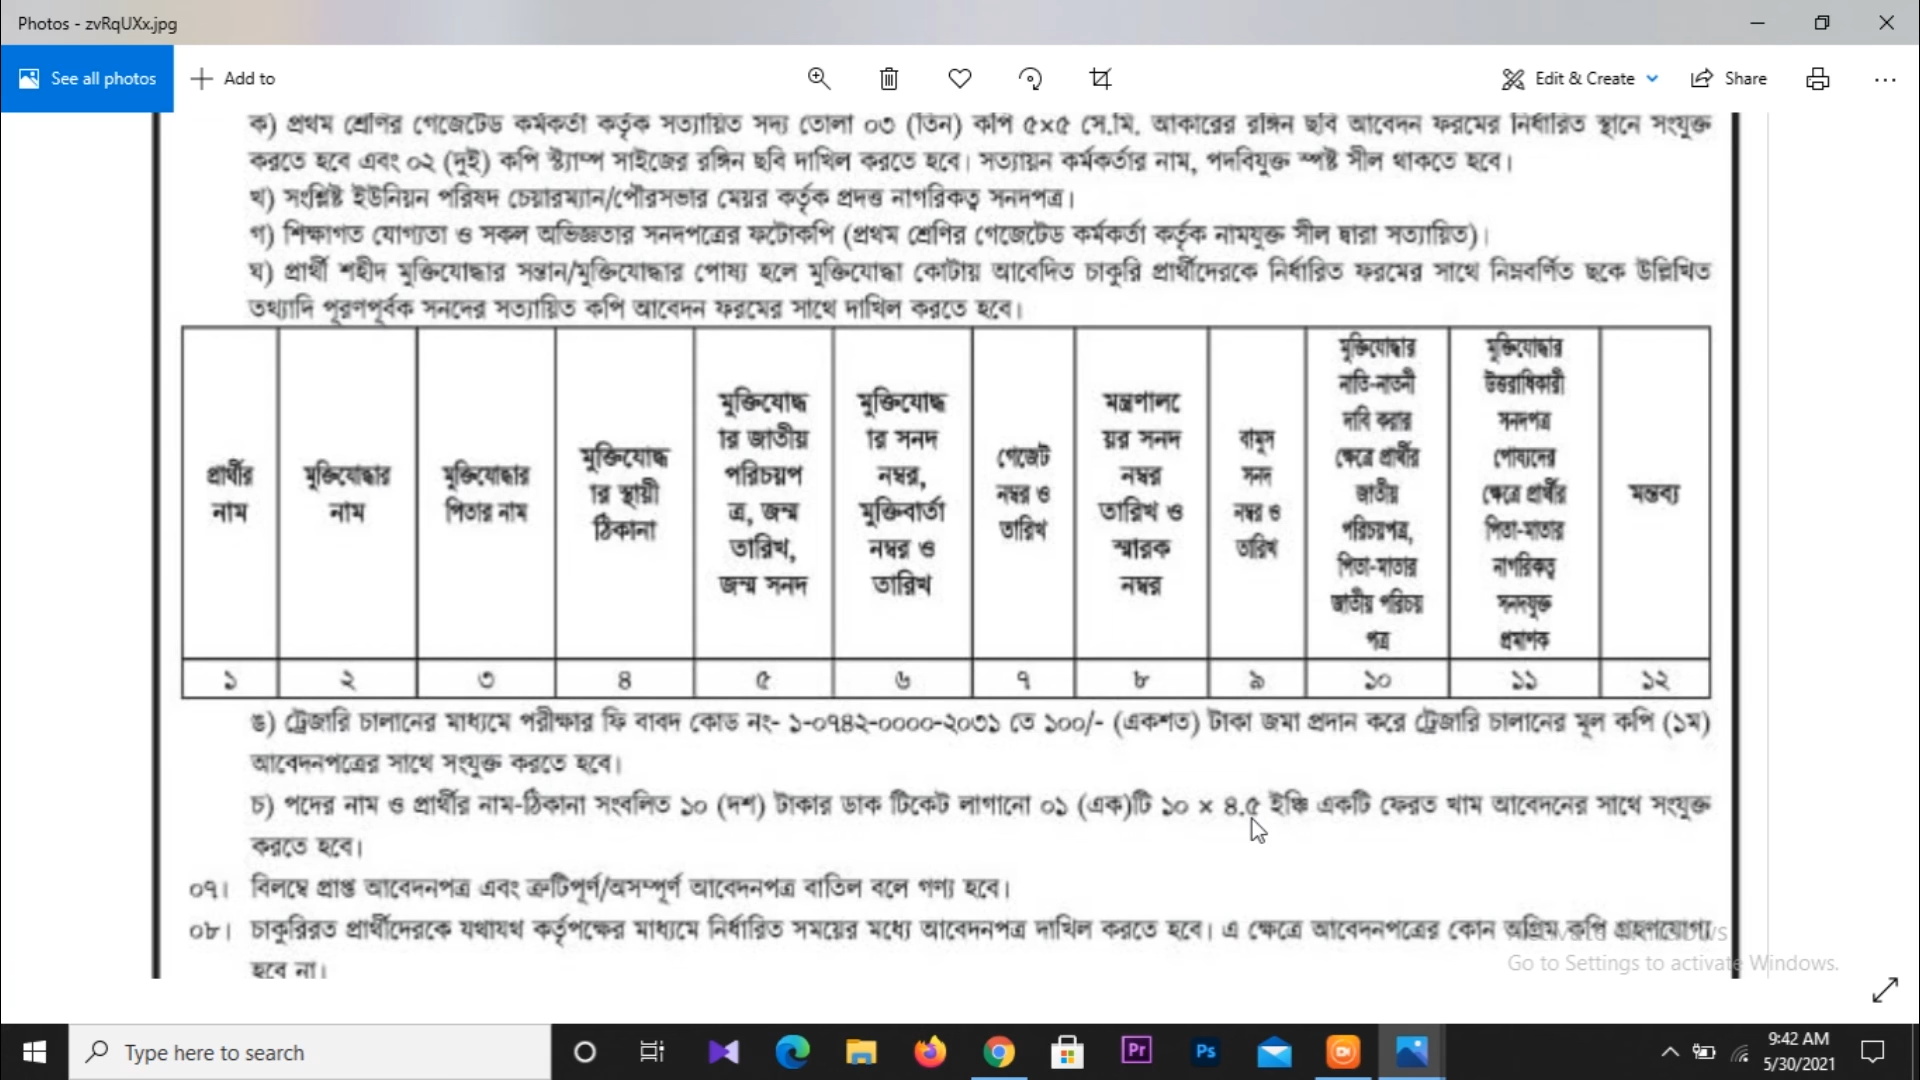 Photos - zvRqUXx.jpg
See all photos
Add to
Edit & Create
Share
ক) প্রথম শ্রেণির গেজেটেড কর্মকর্তা কর্তৃক সত্যায়িত সদ্য তোলা ০৩ (তিন) কপি ৫×৫ সে.মি. আকারের রঙ্গিন ছবি আবেদন ফরমের নির্ধারিত স্থানে সংযুক্ত
করতে হবে এবং ০২ (দুই) কপি স্ট্যাম্প সাইজের রঙ্গিন ছবি দাখিল করতে হবে। সত্যায়ন কর্মকর্তার নাম, পদবিযুক্ত স্পষ্ট সীল থাকতে হবে।
খ) সংশ্লিষ্ট ইউনিয়ন পরিষদ চেয়ারম্যান/পৌরসভার মেয়র কর্তৃক প্রদত্ত নাগরিকত্ব সনদপত্র।
গ) শিক্ষাগত যোগ্যতা ও সকল অভিজ্ঞতার সনদপত্রের ফটোকপি (প্রথম শ্রেণির গেজেটেড কর্মকর্তা কর্তৃক নামযুক্ত সীল দ্বারা সত্যায়িত)।
ঘ) প্রার্থী শহীদ মুক্তিযোদ্ধার সন্তান/মুক্তিযোদ্ধার পোষ্য হলে মুক্তিযোদ্ধা কোটায় আবেদিত চাকুরি প্রার্থীদেরকে নির্ধারিত ফরমের সাথে নিম্নবর্ণিত ছকে উল্লিখিত
তথ্যাদি পূরণপূর্বক সনদের সত্যায়িত কপি আবেদন ফরমের সাথে দাখিল করতে হবে।
প্রার্থীর
নাম
মুক্তিযোদ্ধার
নাম
মুক্তিযোদ্ধার
পিতার নাম
মুক্তিযোদ্ধ
ার স্থায়ী
ঠিকানা
মুক্তিযোদ্ধ
ার জাতীয়
পরিচয়প
ত্র, জন্ম
তারিখ,
জন্ম সনদ
মুক্তিযোদ্ধ
ার সনদ
নম্বর,
মুক্তিবার্তা
নম্বর ও
তারিখ
গেজেট
নম্বর ও
তারিখ
মন্ত্রণালে
য়র সনদ
নম্বর
তারিখ ও
স্মারক
নম্বর
বামুস
সনদ
নম্বর ও
তারিখ
মুক্তিযোদ্ধার
নাতি-নাতনী
দাবি করার
ক্ষেত্রে প্রার্থীর
জাতীয়
পরিচয়পত্র,
পিতা-মাতার
জাতীয় পরিচয়
পত্র
মুক্তিযোদ্ধার
উত্তরাধিকারী
সনদপত্র
পোষ্যদের
ক্ষেত্রে প্রার্থীর
পিতা-মাতার
নাগরিকত্ব
সনদযুক্ত
প্রমাণক
মন্তব্য
১ ২ ৩ ৪ ৫ ৬ ৭ ৮ ৯ ১০ ১১ ১২
ঙ) ট্রেজারি চালানের মাধ্যমে পরীক্ষার ফি বাবদ কোড নং- ১-০৭৪২-০০০০-২০৩১ তে ১০০/- (একশত) টাকা জমা প্রদান করে ট্রেজারি চালানের মূল কপি (১ম)
আবেদনপত্রের সাথে সংযুক্ত করতে হবে।
চ) পদের নাম ও প্রার্থীর নাম-ঠিকানা সংবলিত ১০ (দশ) টাকার ডাক টিকেট লাগানো ০১ (এক)টি ১০ × ৪.৫ ইঞ্চি একটি ফেরত খাম আবেদনের সাথে সংযুক্ত
করতে হবে।
০৭। বিলম্বে প্রাপ্ত আবেদনপত্র এবং ত্রুটিপূর্ণ/অসম্পূর্ণ আবেদনপত্র বাতিল বলে গণ্য হবে।
০৮। চাকুরিরত প্রার্থীদেরকে যথাযথ কর্তৃপক্ষের মাধ্যমে নির্ধারিত সময়ের মধ্যে আবেদনপত্র দাখিল করতে হবে। এ ক্ষেত্রে আবেদনপত্রের কোন অগ্রিম কপি গ্রহণযোগ্য
হবে না।
Activate Windows
Go to Settings to activate Windows.
Type here to search
Pr
Ps
9:42 AM
5/30/2021